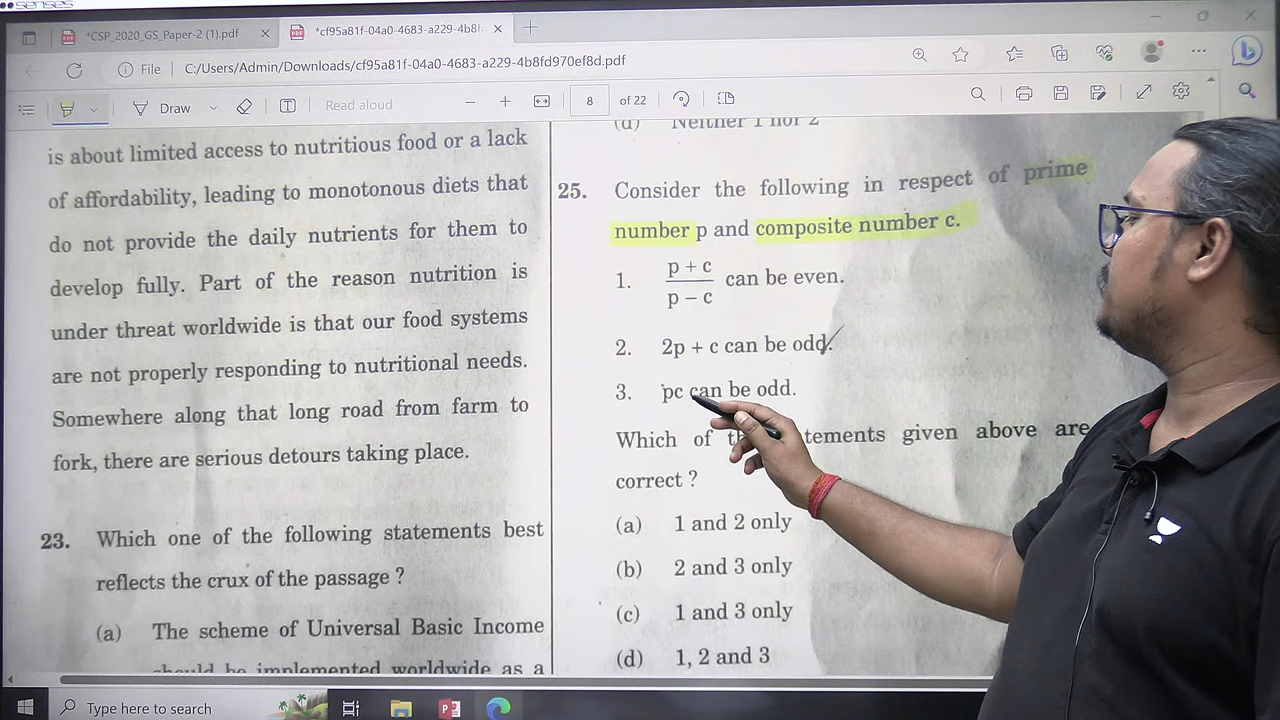 senses
*CSP_2020_GS_Paper-2 (1).pdf
*cf95a81f-04a0-4683-a229-4b8f
File
C:/Users/Admin/Downloads/cf95a81f-04a0-4683-a229-4b8fd970ef8d.pdf
Draw
Read aloud
8 of 22
is about limited access to nutritious food or a lack
of affordability, leading to monotonous diets that
do not provide the daily nutrients for them to
develop fully. Part of the reason nutrition is
under threat worldwide is that our food systems
are not properly responding to nutritional needs.
Somewhere along that long road from farm to
fork, there are serious detours taking place.
23. Which one of the following statements best
reflects the crux of the passage ?
(a) The scheme of Universal Basic Income
should be implemented worldwide as a
(d) Neither 1 nor 2
25. Consider the following in respect of prime
number p and composite number c.
1. p + c
p − c can be even.
2. 2p + c can be odd.
3. pc can be odd.
Which of tements given above are
correct ?
(a) 1 and 2 only
(b) 2 and 3 only
(c) 1 and 3 only
(d) 1, 2 and 3
Type here to search